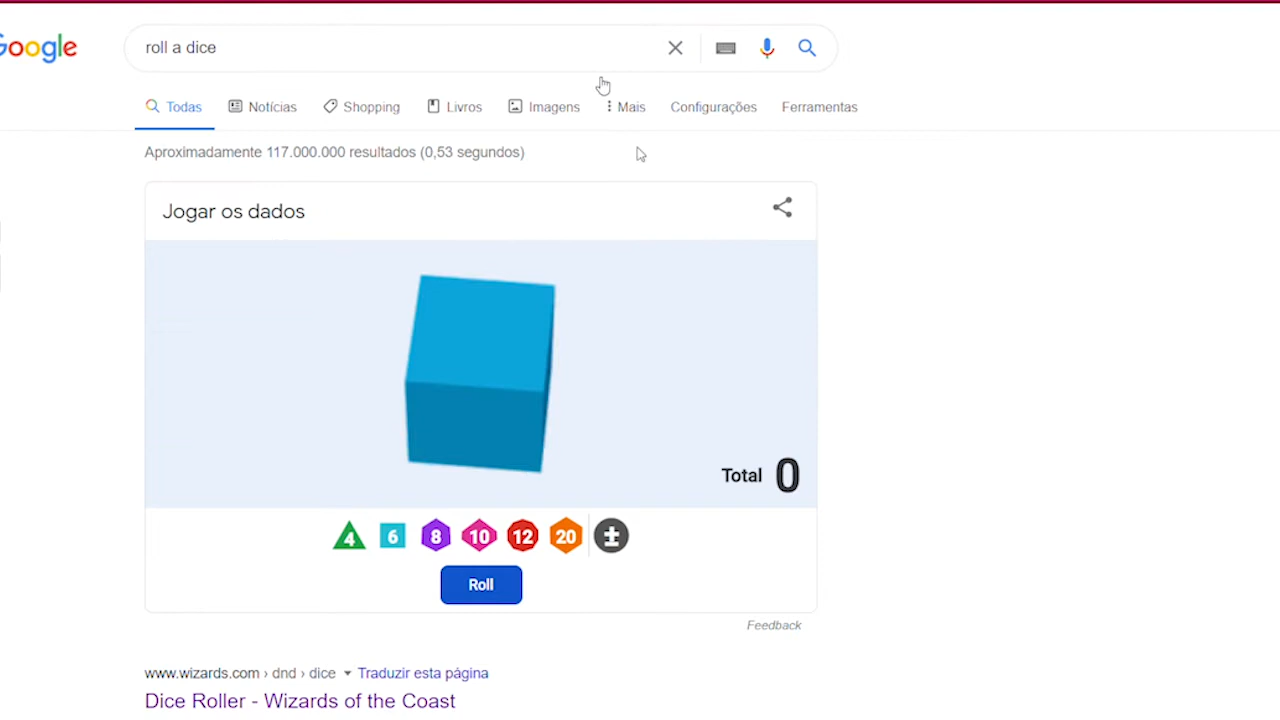 Google
roll a dice
Todas Notícias Shopping Livros Imagens Mais Configurações Ferramentas
Aproximadamente 117.000.000 resultados (0,53 segundos)
Jogar os dados
Total 0
4 6 8 10 12 20 ±
Roll
Feedback
www.wizards.com › dnd › dice ▾ Traduzir esta página
Dice Roller - Wizards of the Coast